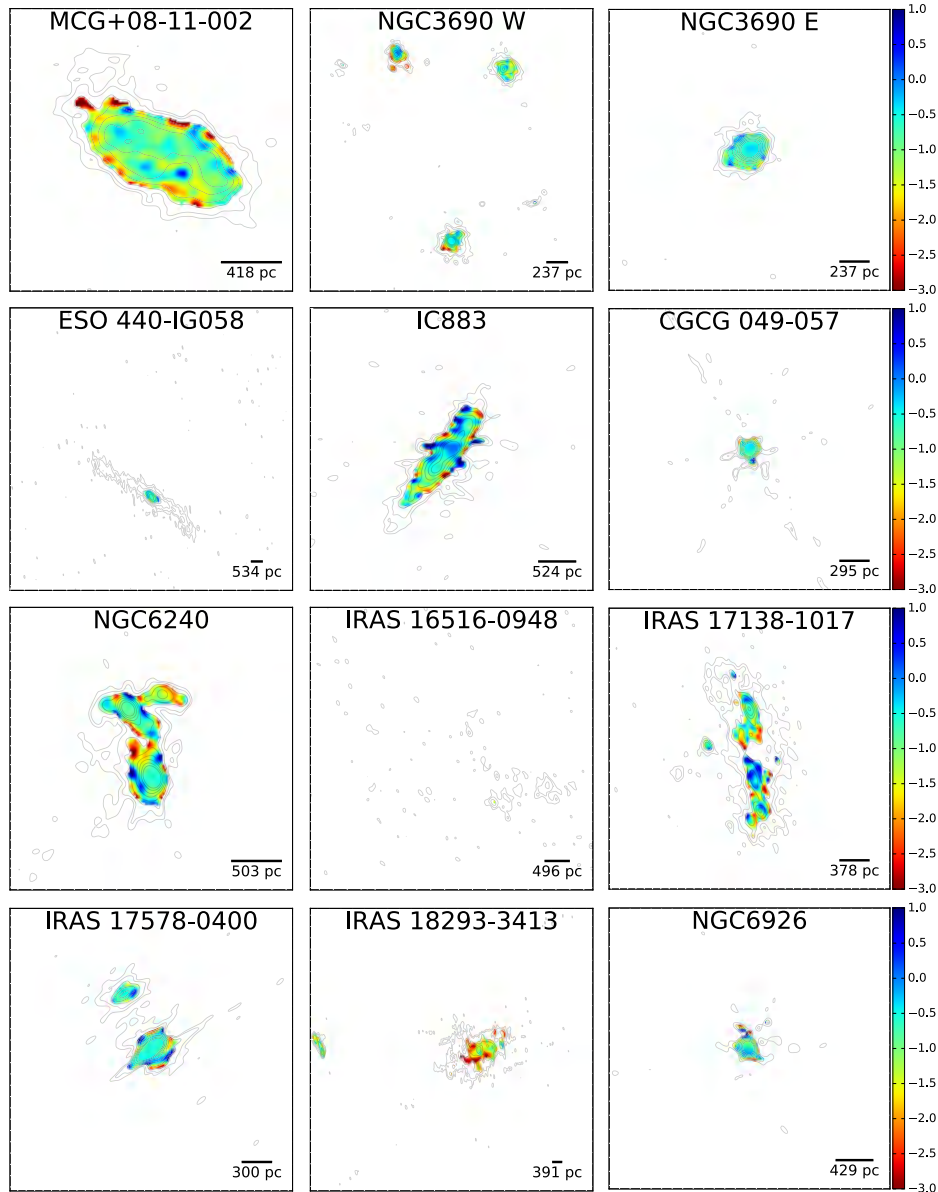 MCG+08-11-002
NGC3690 W
NGC3690 E
418 pc
237 pc
237 pc
1.0
0.5
0.0
−0.5
−1.0
−1.5
−2.0
−2.5
−3.0
ESO 440-IG058
IC883
CGCG 049-057
534 pc
524 pc
295 pc
1.0
0.5
0.0
−0.5
−1.0
−1.5
−2.0
−2.5
−3.0
NGC6240
IRAS 16516-0948
IRAS 17138-1017
503 pc
496 pc
378 pc
1.0
0.5
0.0
−0.5
−1.0
−1.5
−2.0
−2.5
−3.0
IRAS 17578-0400
IRAS 18293-3413
NGC6926
300 pc
391 pc
429 pc
1.0
0.5
0.0
−0.5
−1.0
−1.5
−2.0
−2.5
−3.0